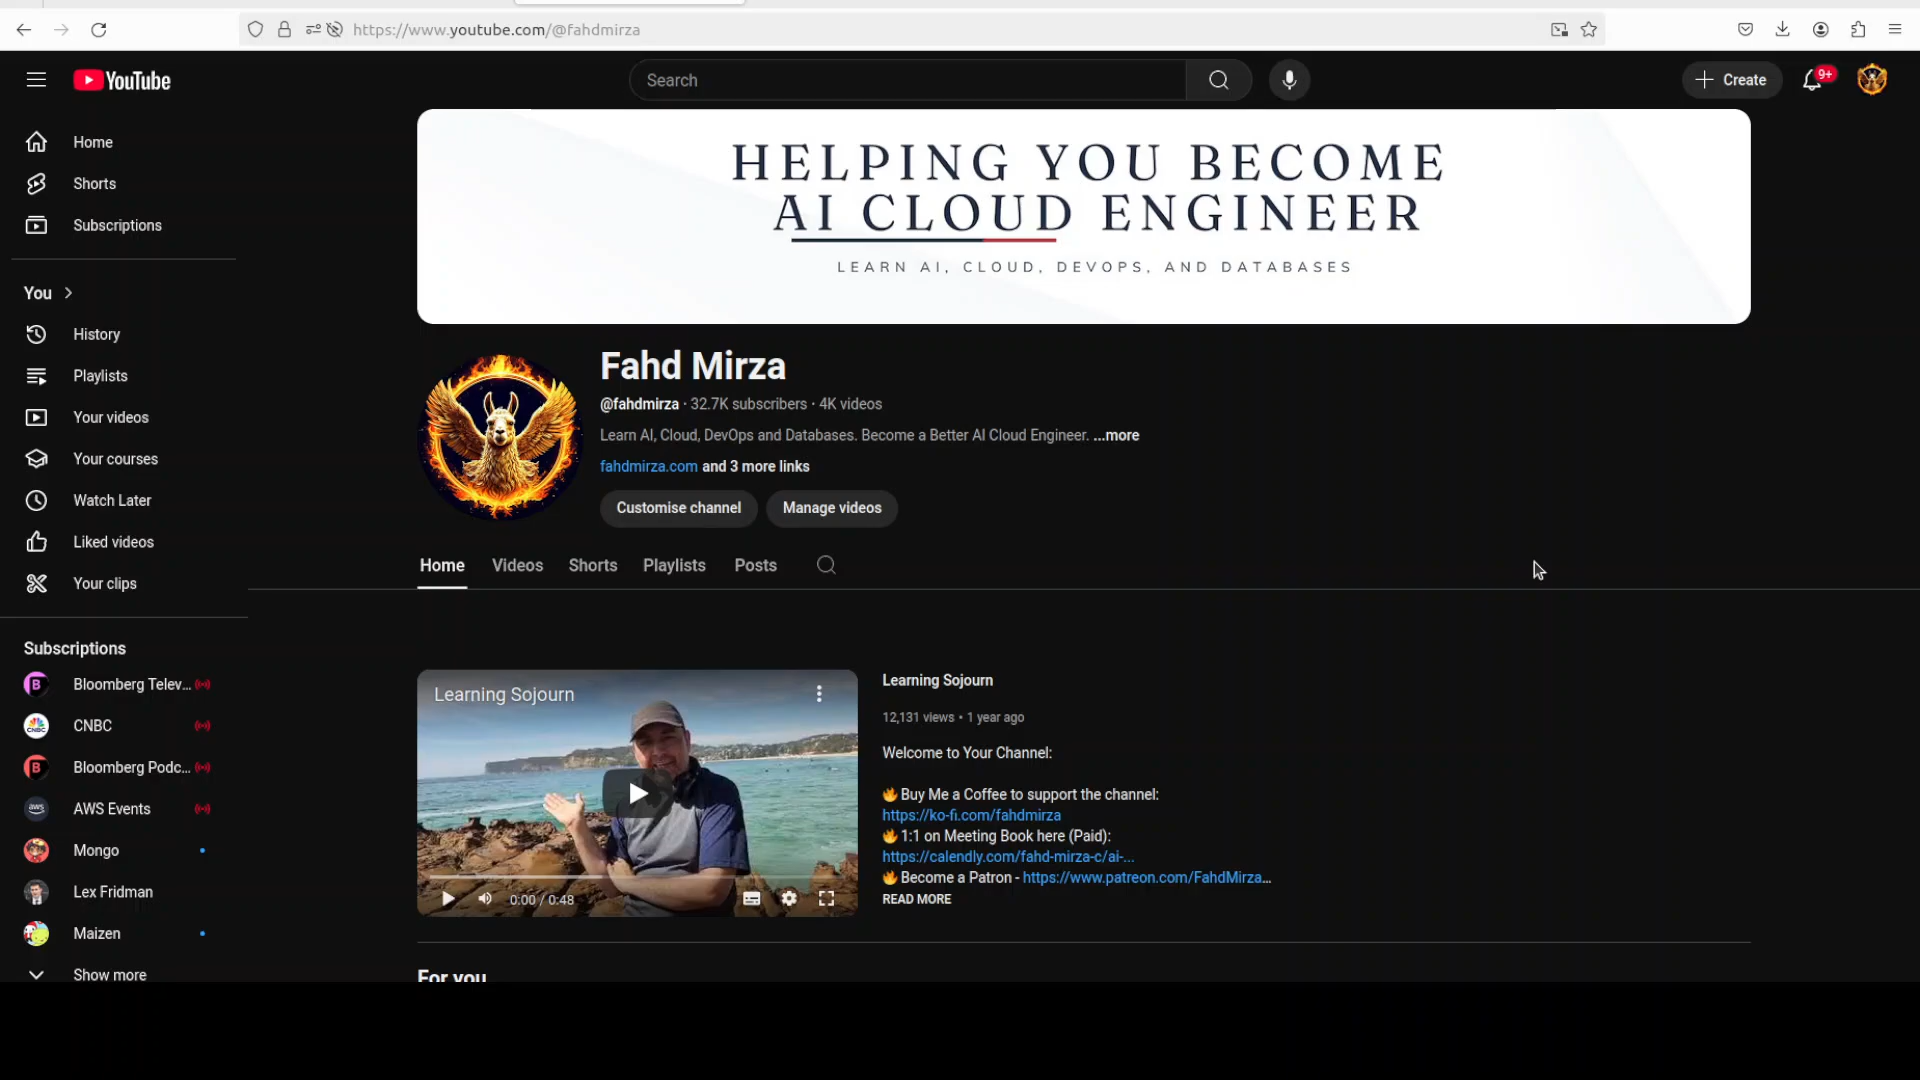 https://www.youtube.com/@fahdmirza
YouTube
Search
Create
9+
Home
Shorts
Subscriptions
You
History
Playlists
Your videos
Your courses
Watch Later
Liked videos
Your clips
Subscriptions
Bloomberg Telev...
CNBC
Bloomberg Podc...
AWS Events
Mongo
Lex Fridman
Maizen
Show more
HELPING YOU BECOME
AI CLOUD ENGINEER
LEARN AI, CLOUD, DEVOPS, AND DATABASES
Fahd Mirza
@fahdmirza · 32.7K subscribers · 4K videos
Learn AI, Cloud, DevOps and Databases. Become a Better AI Cloud Engineer. ...more
fahdmirza.com and 3 more links
Customise channel
Manage videos
Home
Videos
Shorts
Playlists
Posts
Learning Sojourn
0:00 / 0:48
Learning Sojourn
12,131 views • 1 year ago
Welcome to Your Channel:
🔥Buy Me a Coffee to support the channel:
https://ko-fi.com/fahdmirza
🔥1:1 on Meeting Book here (Paid):
https://calendly.com/fahd-mirza-c/ai-...
🔥Become a Patron - https://www.patreon.com/FahdMirza...
READ MORE
For you